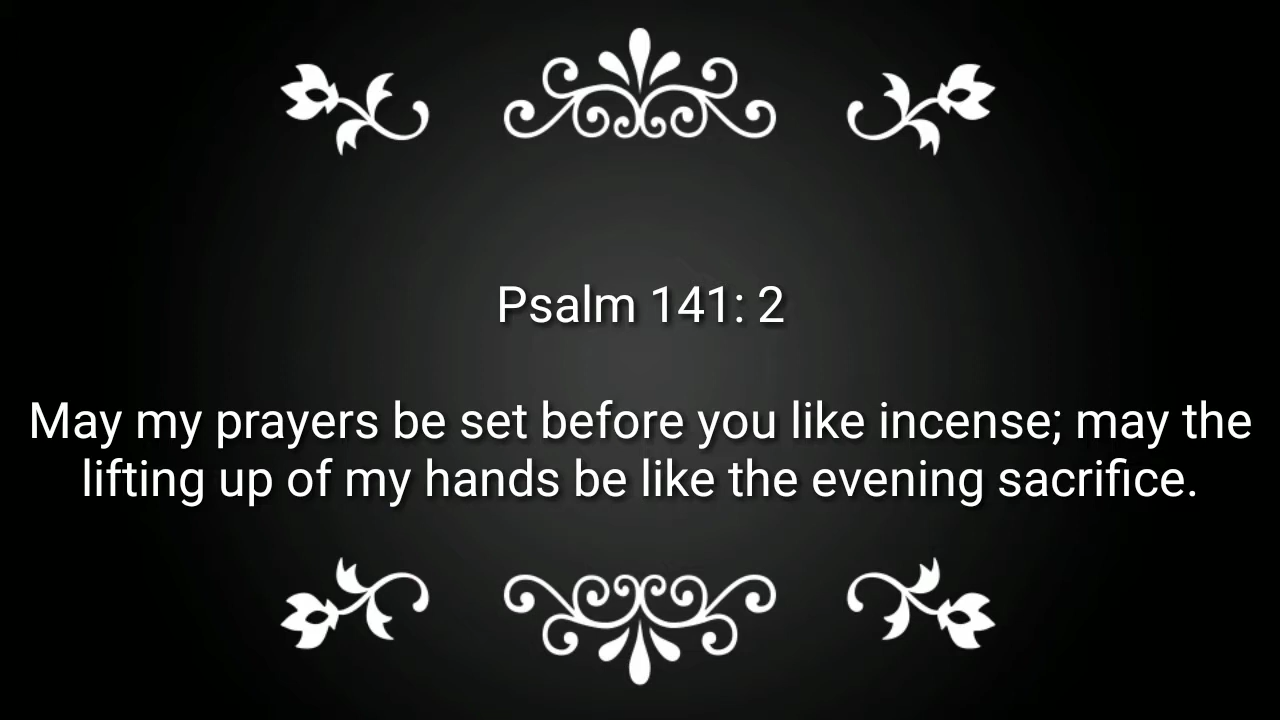 Psalm 141: 2
May my prayers be set before you like incense; may the
lifting up of my hands be like the evening sacrifice.